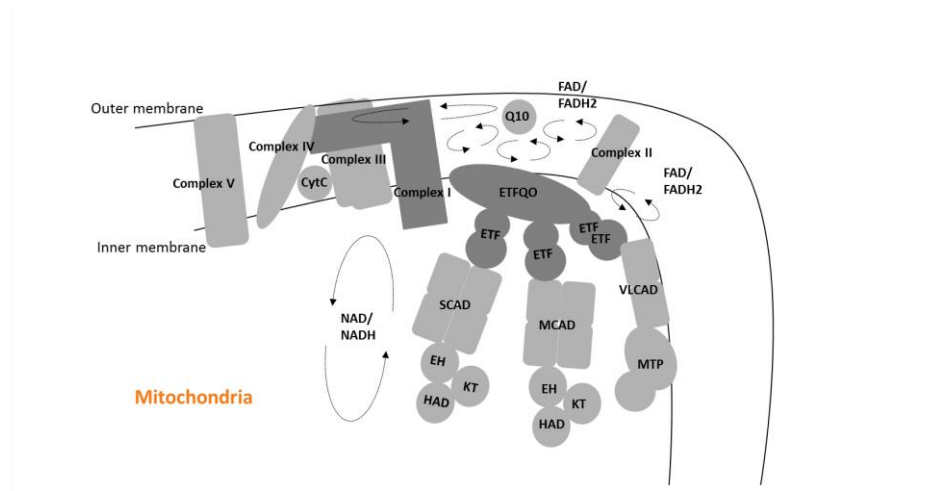 FAD/
FADH2
Outer membrane
Q10
Complex IV
Complex II
Complex III
FAD/
FADH2
Complex V
CytC
Complex I
ETFQO
ETF
ETF
ETF
ETF
Inner membrane
VLCAD
SCAD
NAD/
NADH
MCAD
EH
MTP
KT
EH
Mitochondria
HAD
KT
HAD